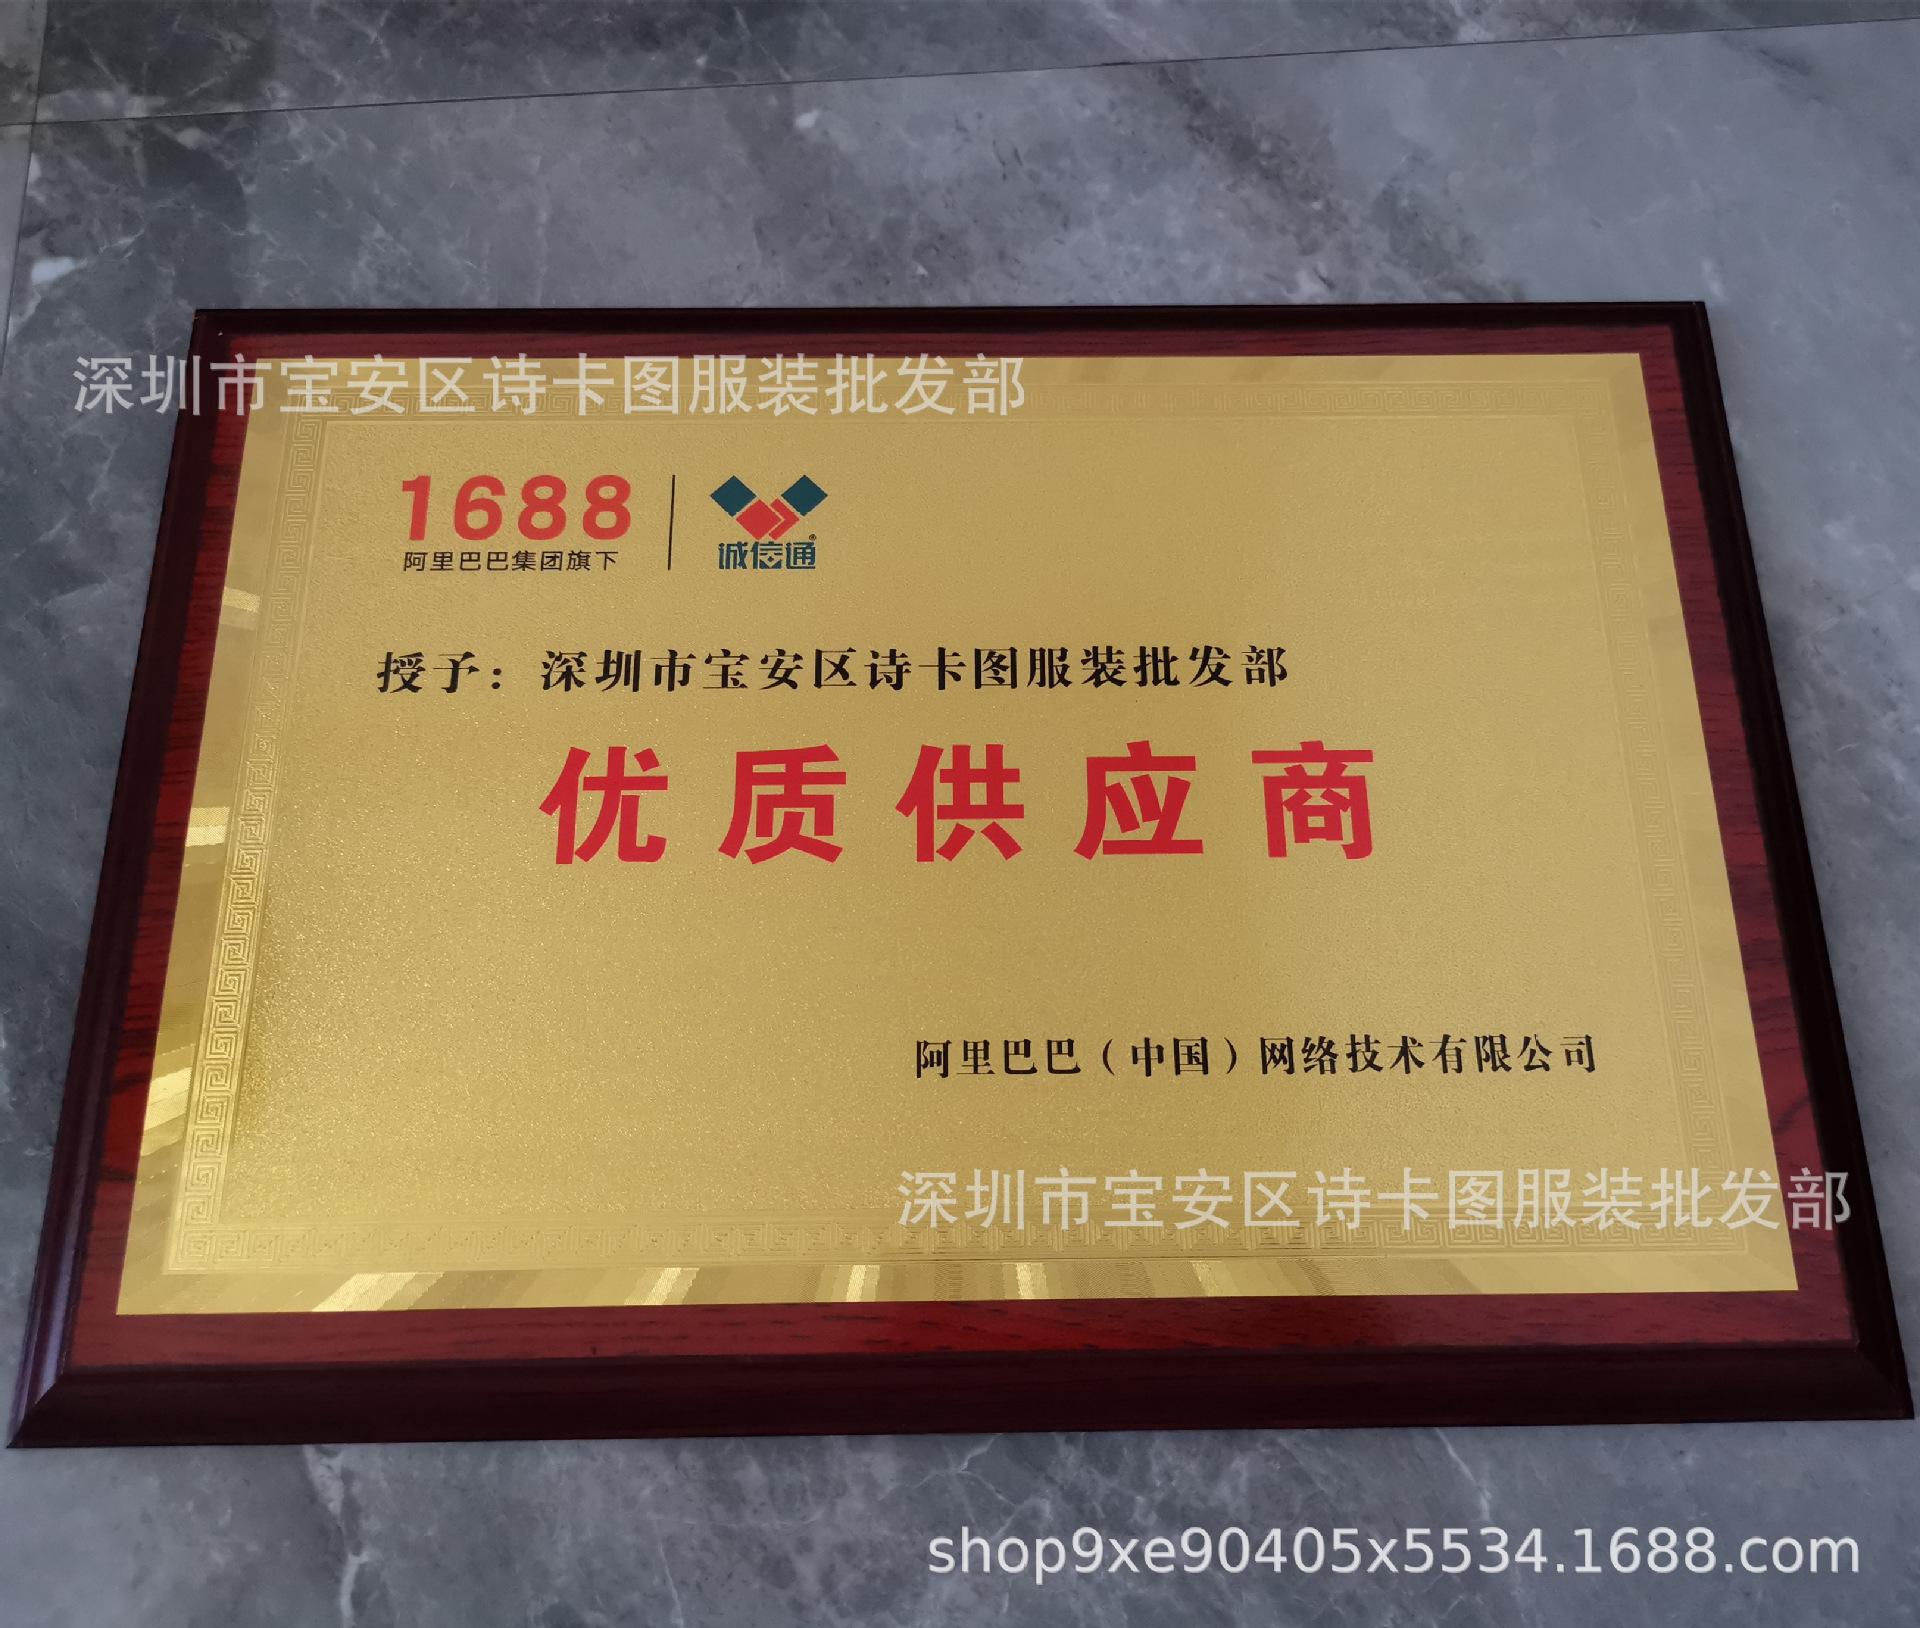 深圳市宝安区诗卡图服装批发部
1688
阿里巴巴集团旗下
诚信通®
授予：深圳市宝安区诗卡图服装批发部
优质供应商
阿里巴巴（中国）网络技术有限公司
深圳市宝安区诗卡图服装批发部
shop9xe90405x5534.1688.com